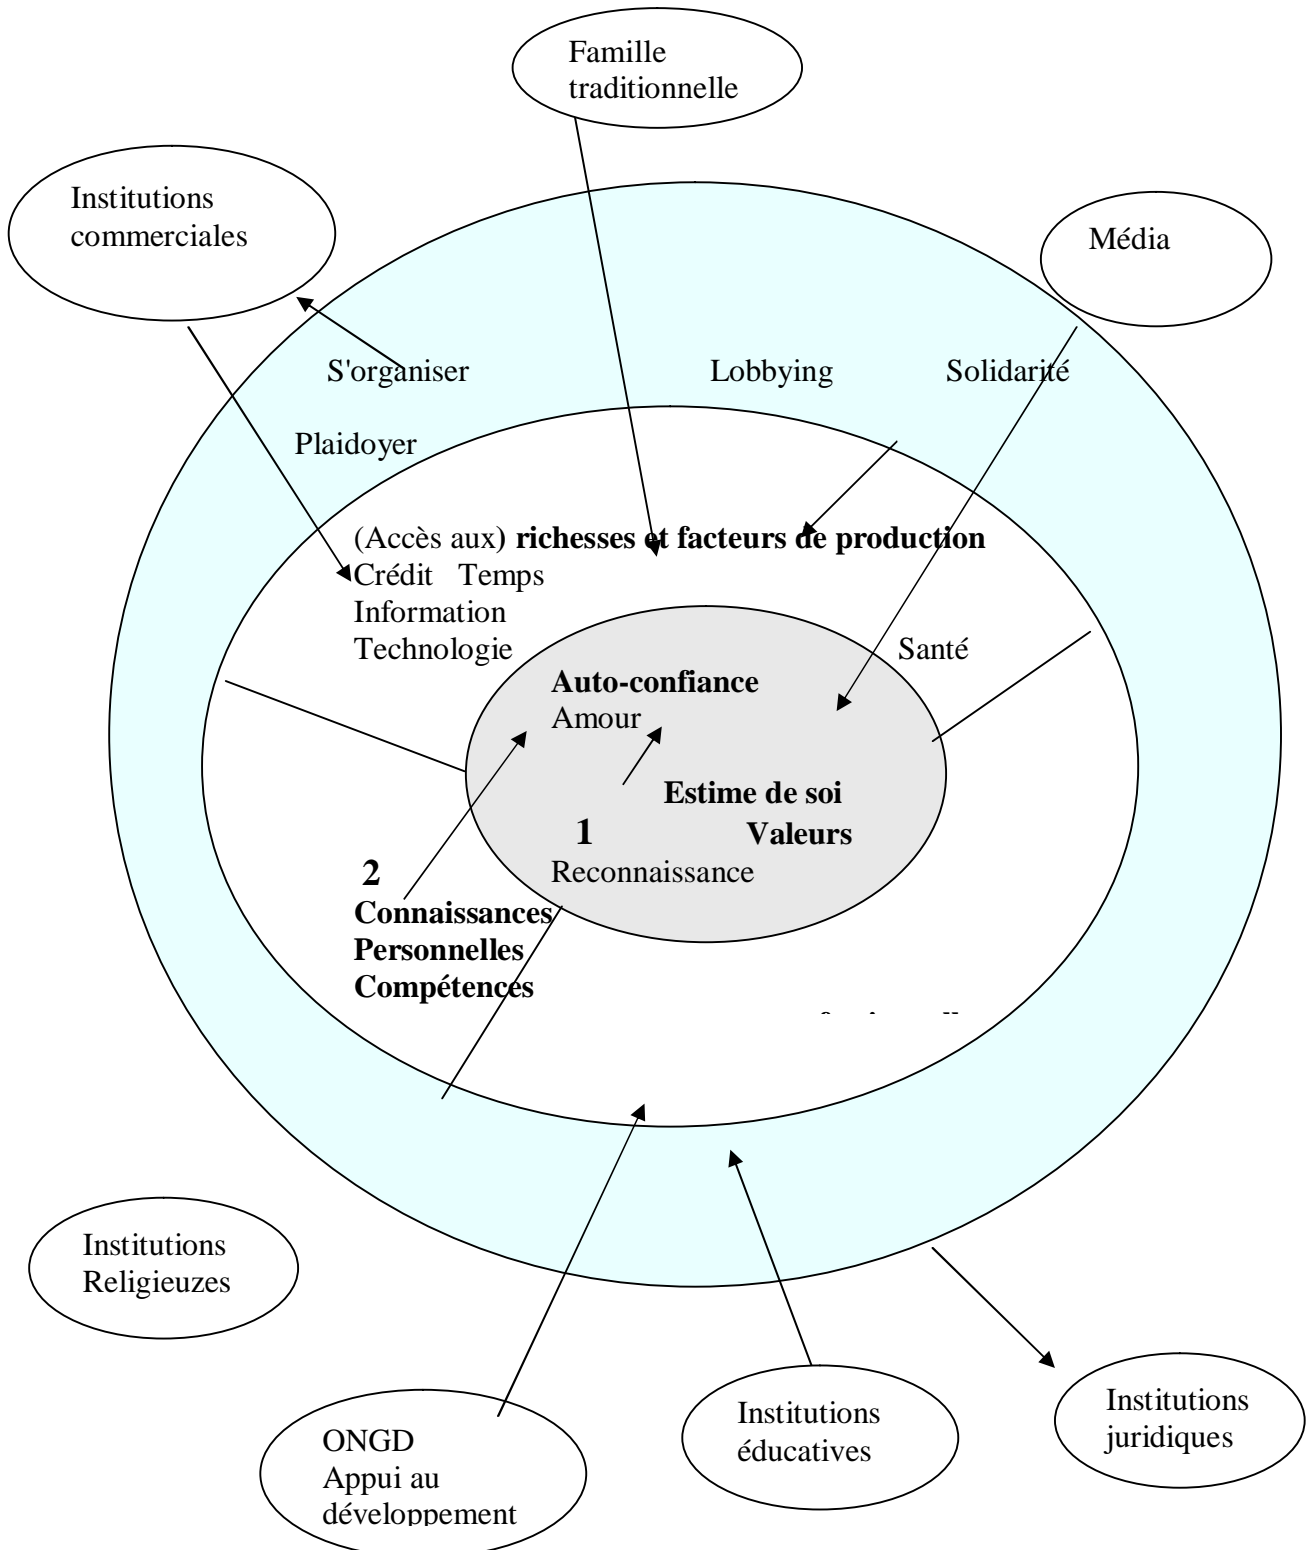 Famille
traditionnelle
Institutions
commerciales
Média
S'organiser
Lobbying
Solidarité
Plaidoyer
(Accès aux) richesses et facteurs de production
Crédit Temps
Information
Technologie
Santé
Auto-confiance
Amour
Estime de soi
1
Valeurs
Reconnaissance
2
Connaissances
Personnelles
Compétences
Institutions
Religieuzes
ONGD
Appui au
développement
Institutions
éducatives
Institutions
juridiques